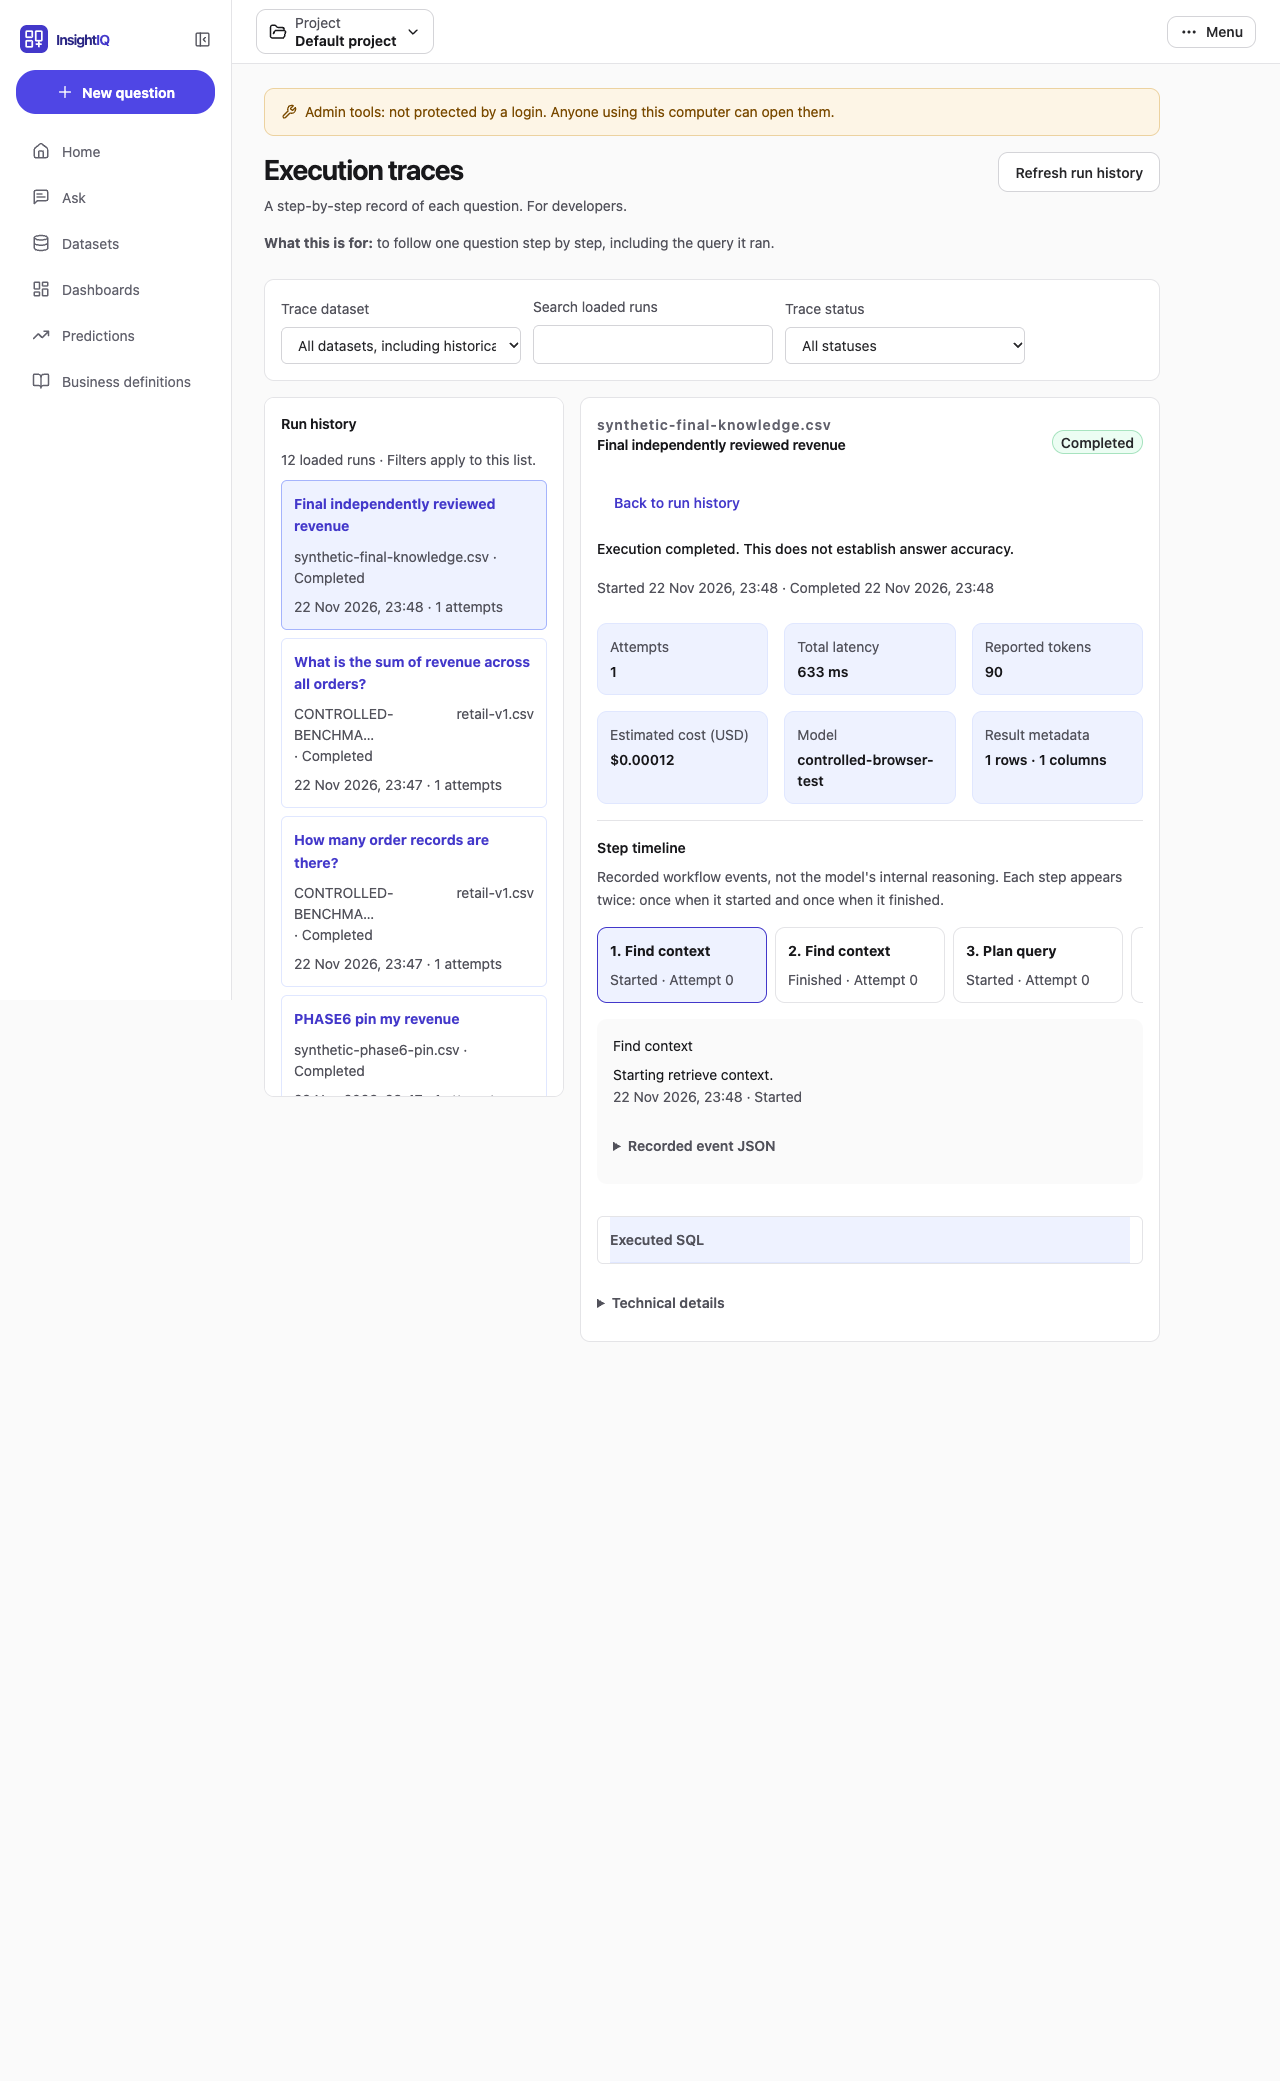 InsightIQ
New question
Home
Ask
Datasets
Dashboards
Predictions
Business definitions
Project
Default project
Menu
Admin tools: not protected by a login. Anyone using this computer can open them.
Execution traces
Refresh run history
A step-by-step record of each question. For developers.
What this is for: to follow one question step by step, including the query it ran.
Trace dataset
All datasets, including historica
Search loaded runs
Trace status
All statuses
Run history
12 loaded runs · Filters apply to this list.
Final independently reviewed
revenue
synthetic-final-knowledge.csv ·
Completed
22 Nov 2026, 23:48 · 1 attempts
What is the sum of revenue across
all orders?
CONTROLLED-
BENCHMA...
retail-v1.csv
· Completed
22 Nov 2026, 23:47 · 1 attempts
How many order records are
there?
CONTROLLED-
BENCHMA...
retail-v1.csv
· Completed
22 Nov 2026, 23:47 · 1 attempts
PHASE6 pin my revenue
synthetic-phase6-pin.csv ·
Completed
synthetic-final-knowledge.csv
Final independently reviewed revenue
Completed
Back to run history
Execution completed. This does not establish answer accuracy.
Started 22 Nov 2026, 23:48 · Completed 22 Nov 2026, 23:48
Attempts
1
Total latency
633 ms
Reported tokens
90
Estimated cost (USD)
$0.00012
Model
controlled-browser-
test
Result metadata
1 rows · 1 columns
Step timeline
Recorded workflow events, not the model's internal reasoning. Each step appears
twice: once when it started and once when it finished.
1. Find context
Started · Attempt 0
2. Find context
Finished · Attempt 0
3. Plan query
Started · Attempt 0
Find context
Starting retrieve context.
22 Nov 2026, 23:48 · Started
Recorded event JSON
Executed SQL
Technical details